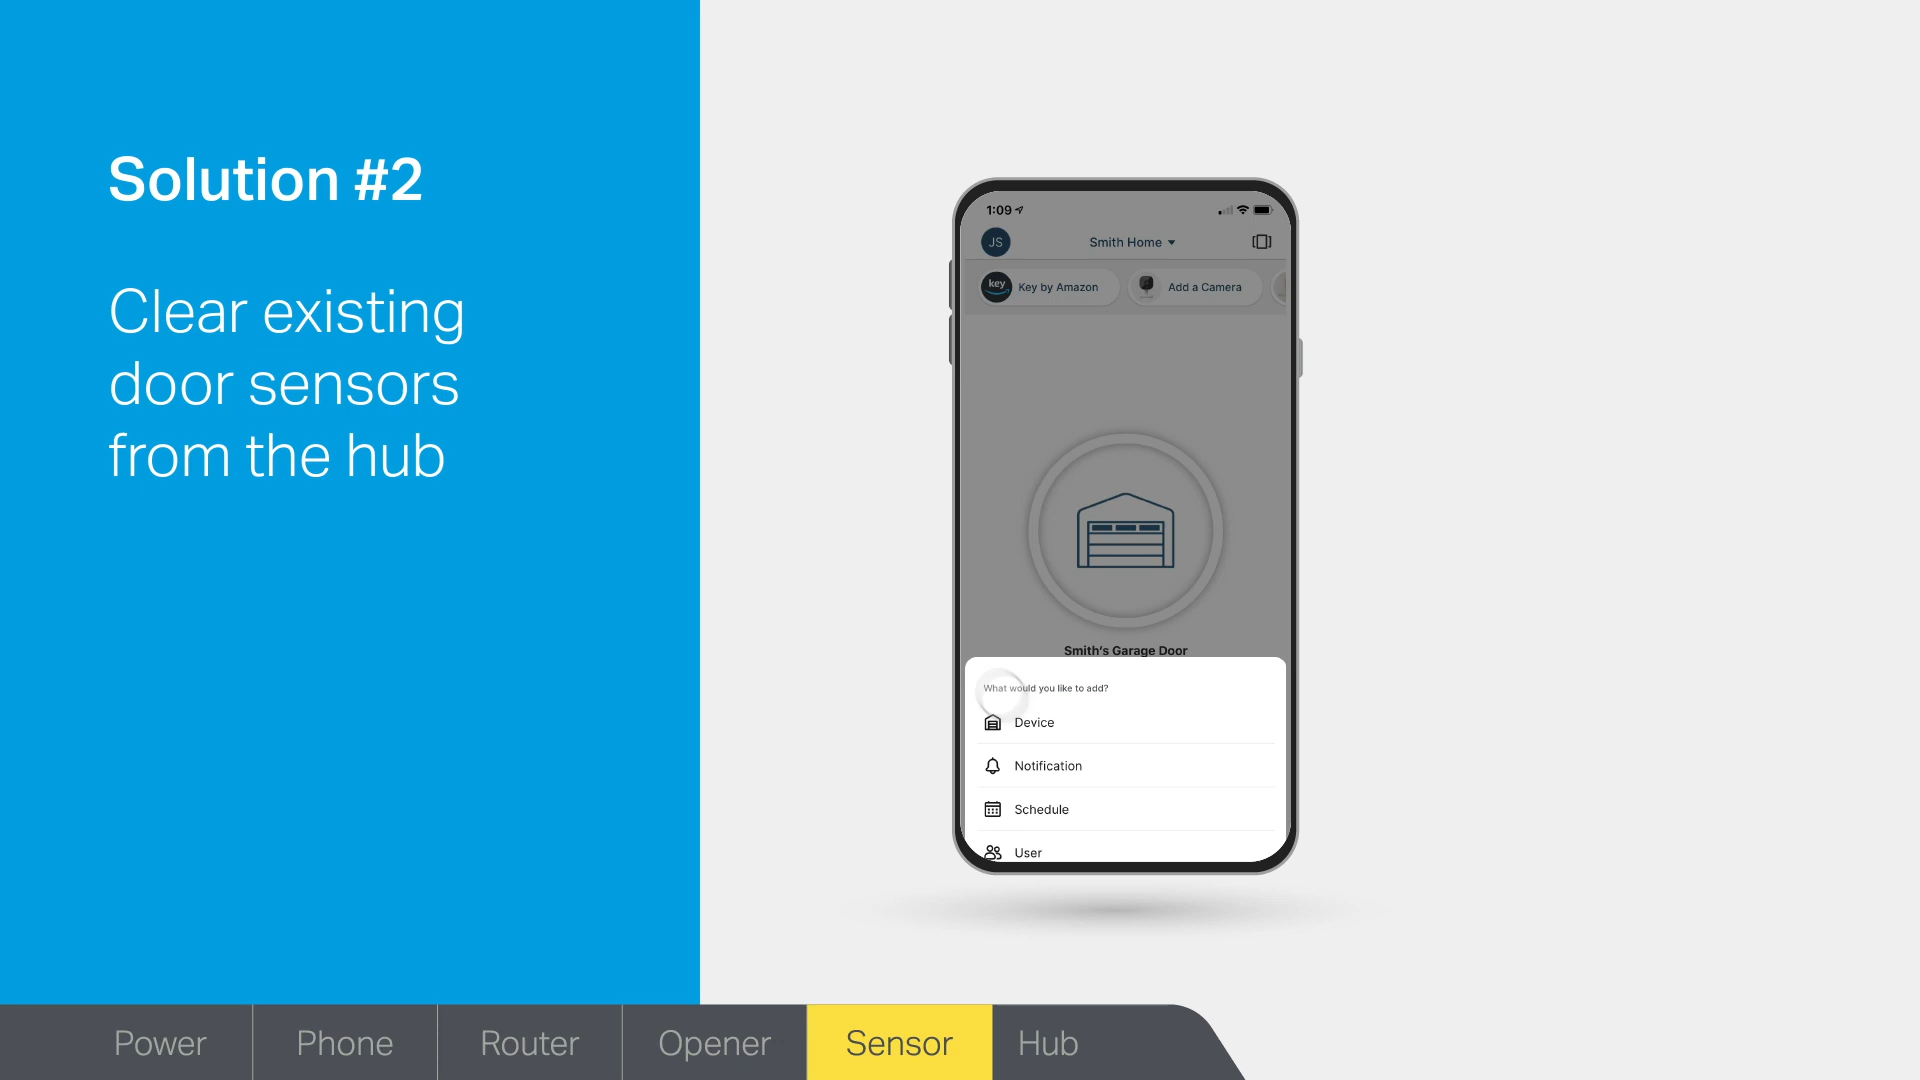 Solution #2
Clear existing
door sensors
from the hub
1:09
JS
Smith Home
key
Key by Amazon
Add a Camera
Smith's Garage Door
What would you like to add?
Device
Notification
Schedule
User
Power
Phone
Router
Opener
Sensor
Hub